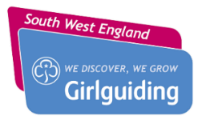 South West England
WE DISCOVER, WE GROW
Girlguiding